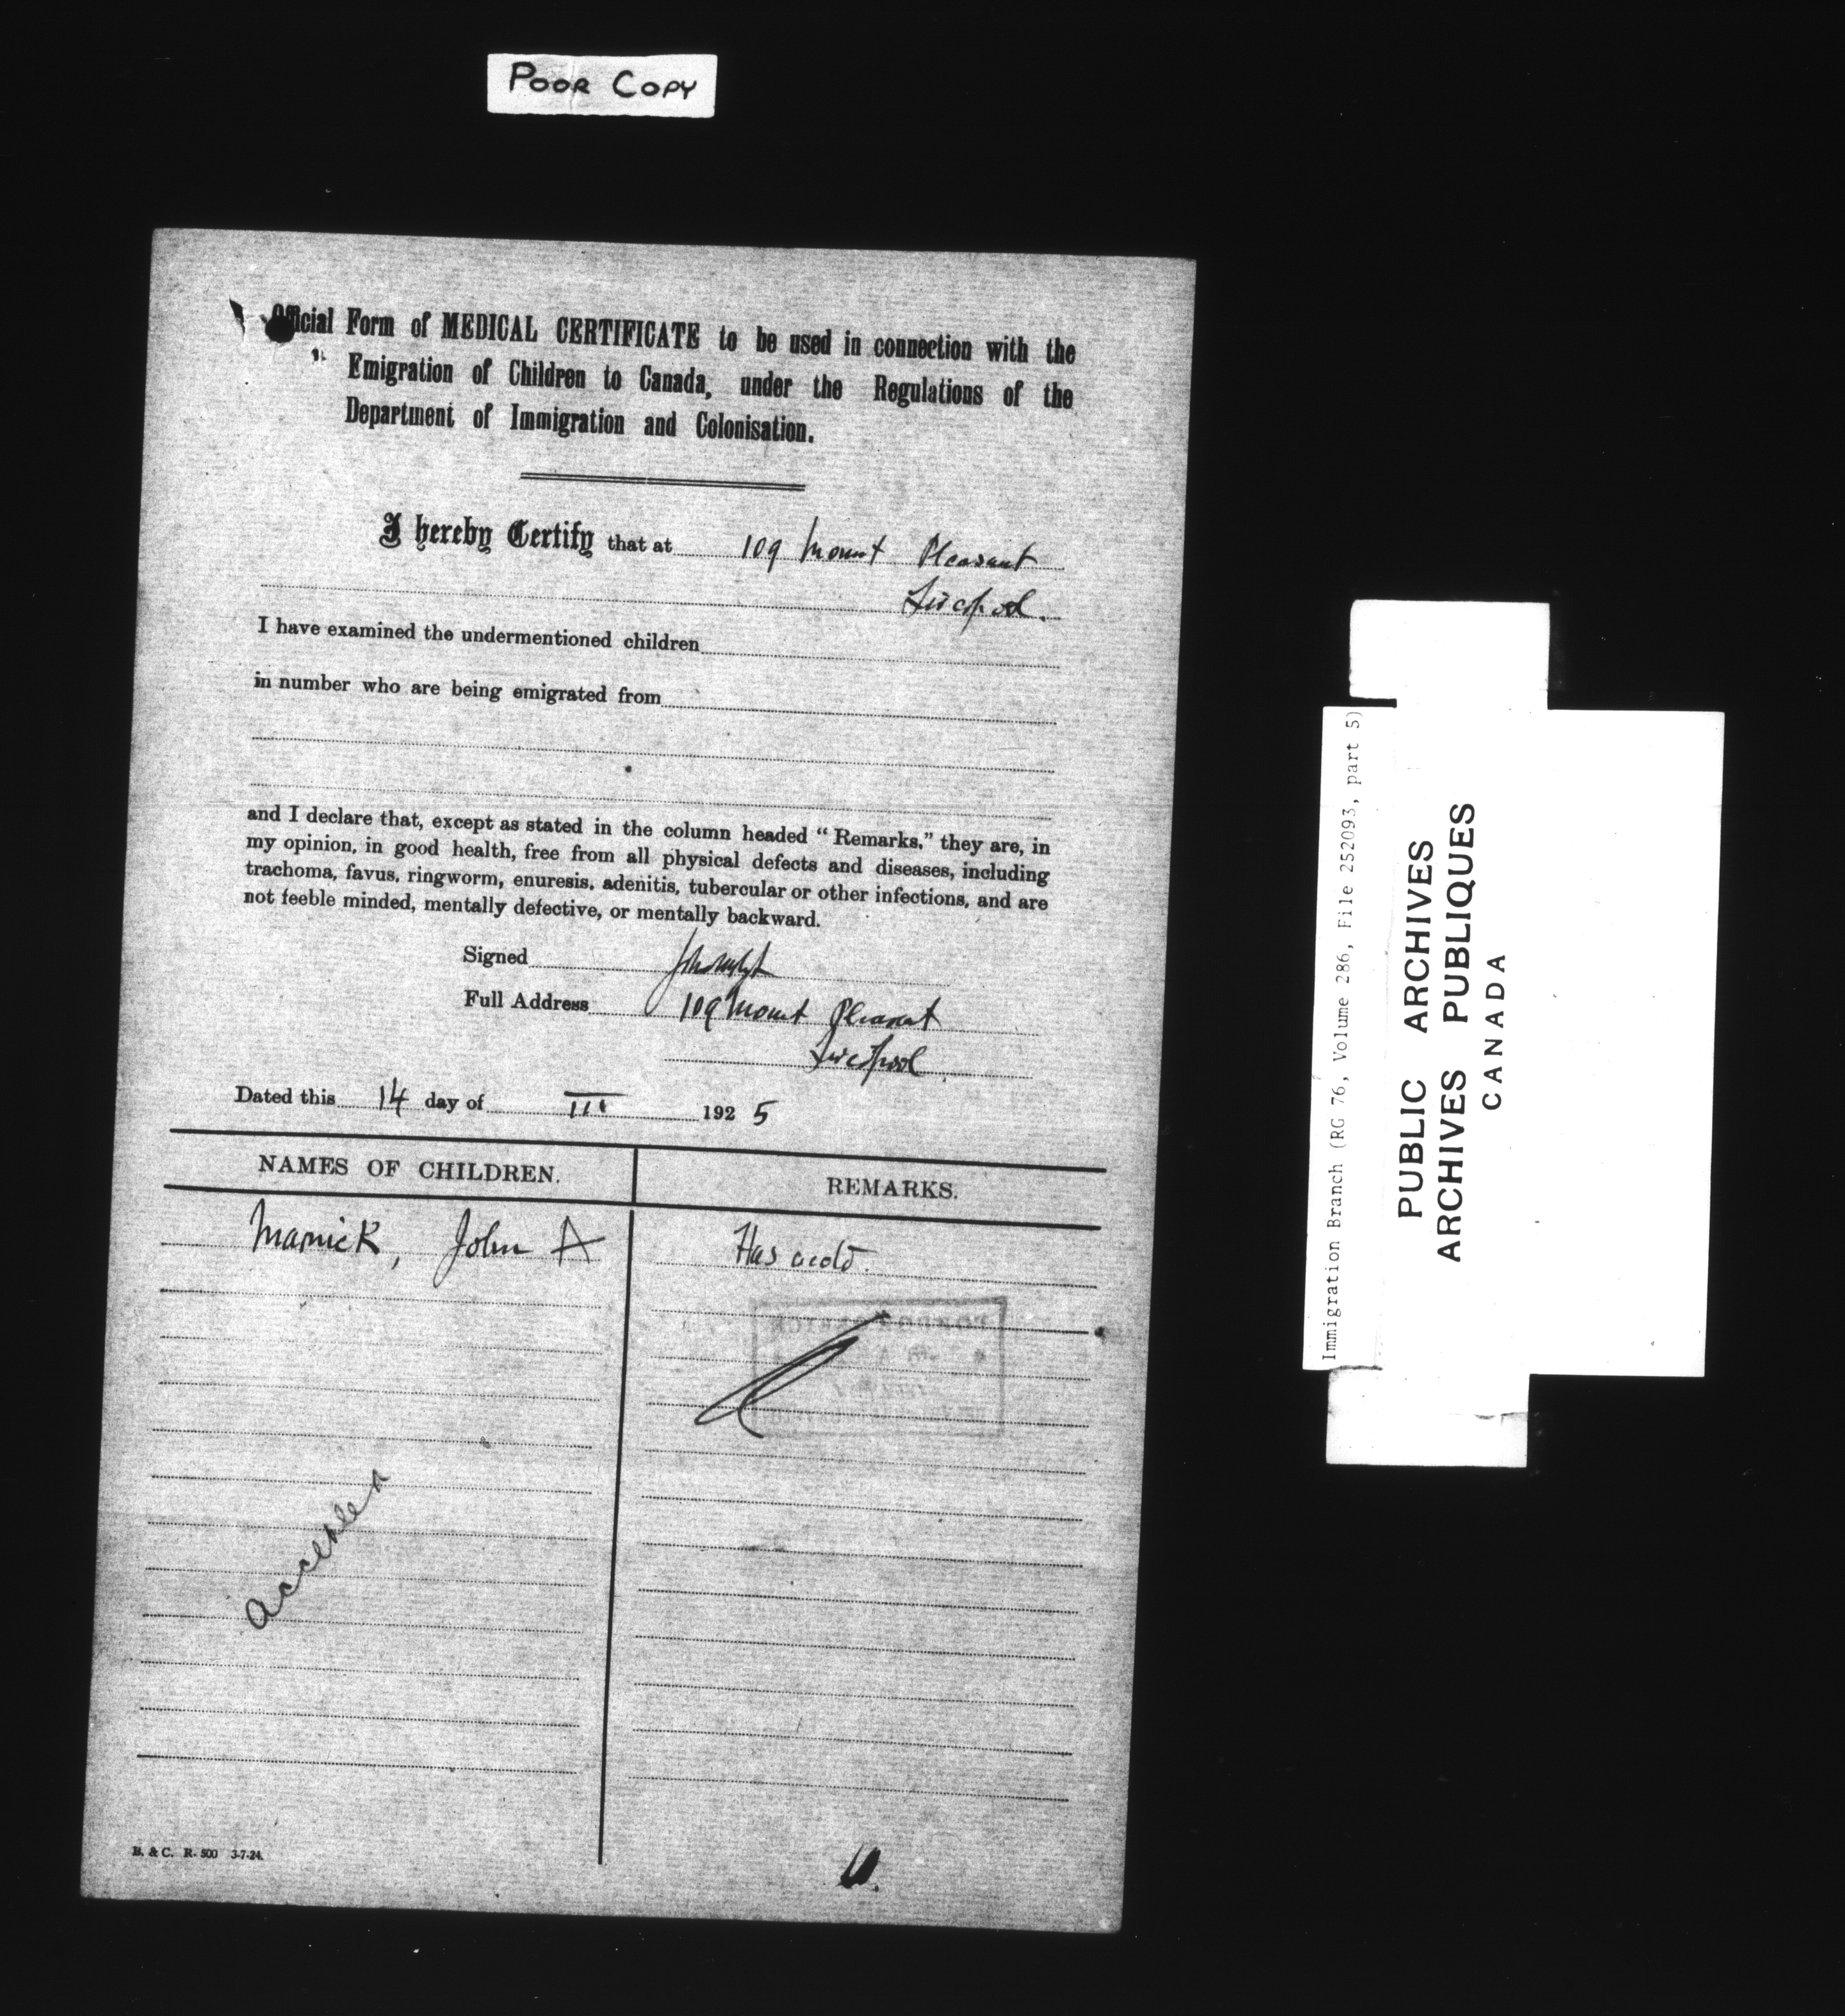 POOR COPY
Official Form of MEDICAL CERTIFICATE to be used in connection with the
Emigration of Children to Canada, under the Regulations of the
Department of Immigration and Colonisation.
I hereby Certify that at 109 Mount Pleasant
Liverpool.
I have examined the undermentioned children
in number who are being emigrated from
and I declare that, except as stated in the column headed “ Remarks,” they are, in
my opinion, in good health, free from all physical defects and diseases, including
trachoma, favus, ringworm, enuresis, adenitis, tubercular or other infections, and are
not feeble minded, mentally defective, or mentally backward.
Signed
Full Address 109 Mount Pleasant
Liverpool.
Dated this 14 day of III 1925
NAMES OF CHILDREN.
REMARKS.
John A
Has a cold.
B. & C. R. 500 3-7-24.
Immigration Branch (RG 76, Volume 286, File 252093, part 5)
PUBLIC ARCHIVES
ARCHIVES PUBLIQUES
CANADA